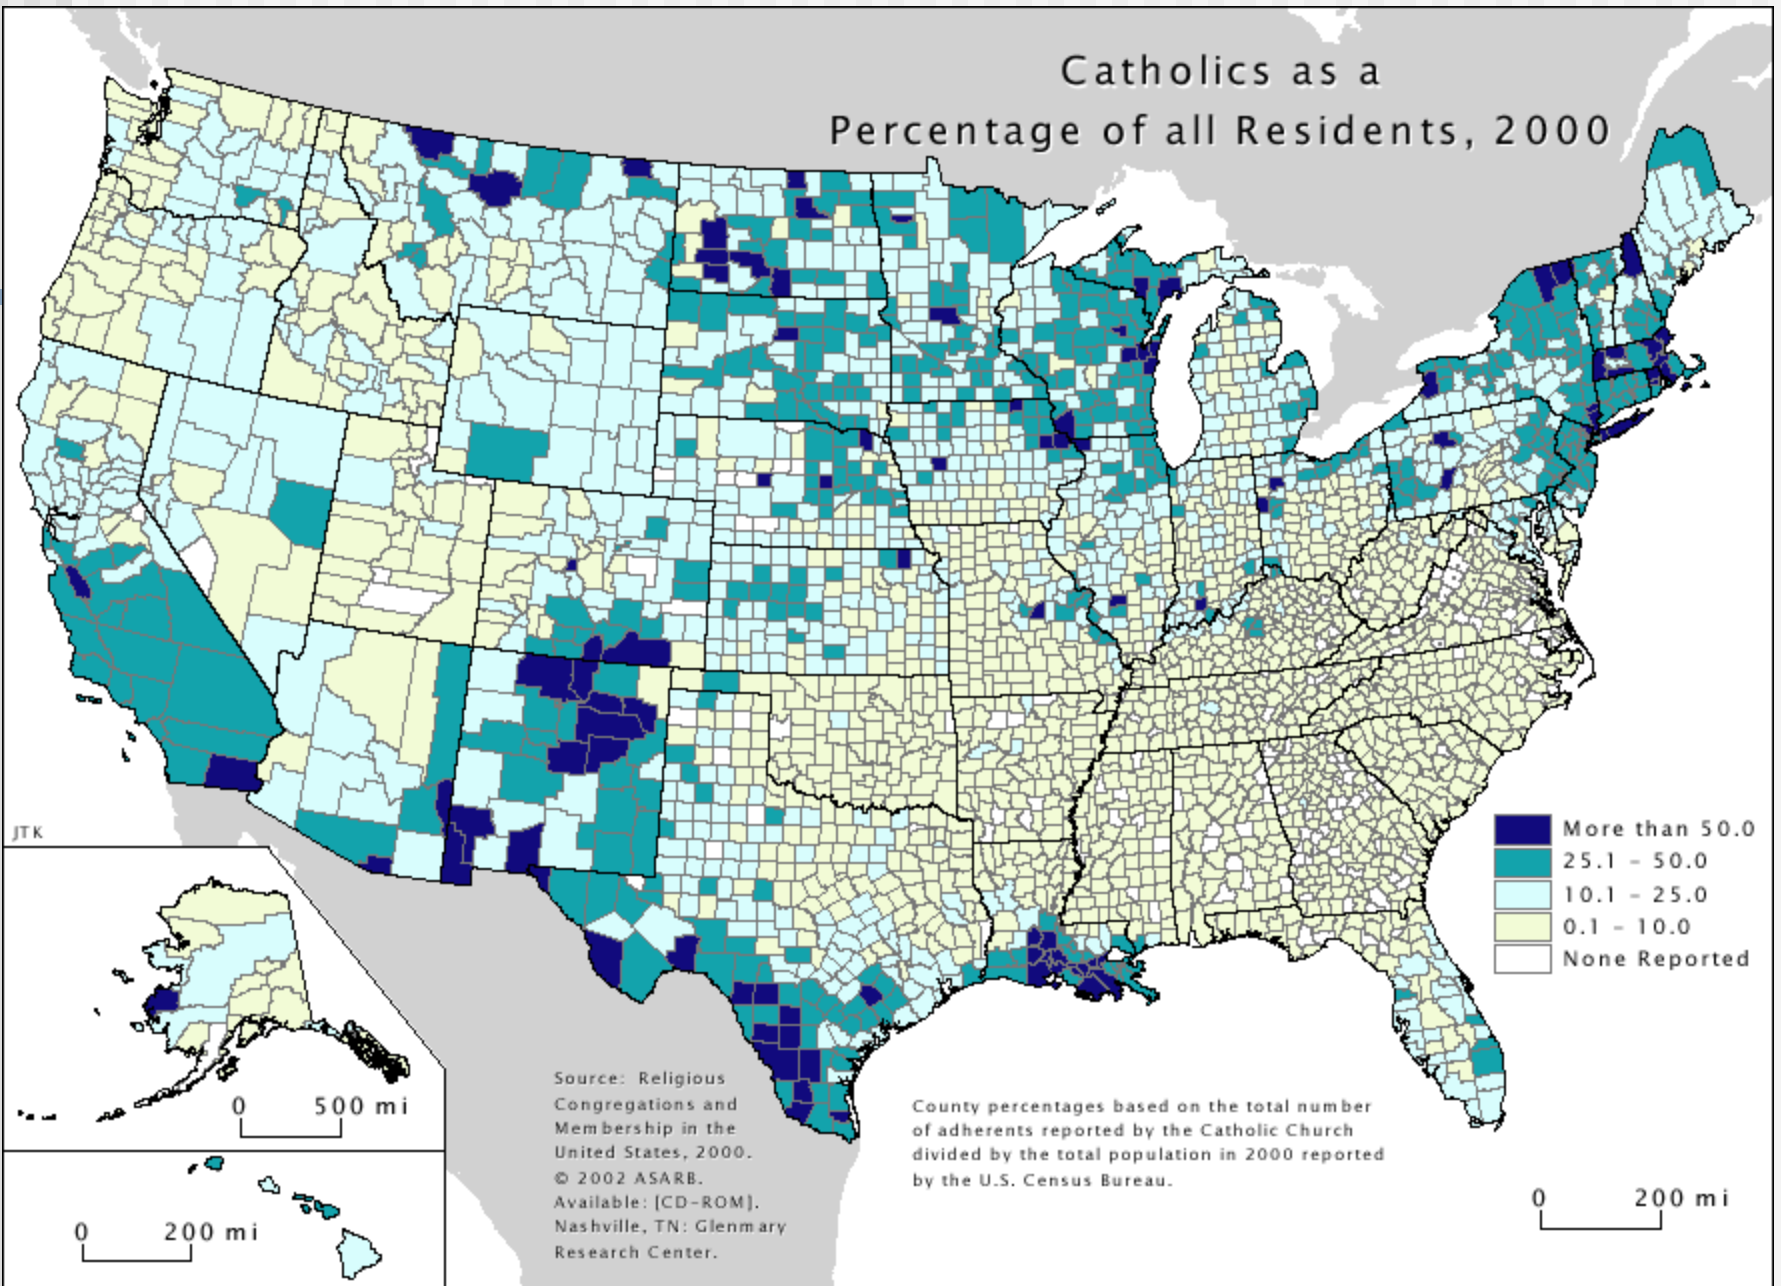 Catholics as a
Percentage of all Residents, 2000
JTK
More than 50.0
25.1 – 50.0
10.1 – 25.0
0.1 – 10.0
None Reported
0 500 mi
0 200 mi
Source: Religious
Congregations and
Membership in the
United States, 2000.
© 2002 ASARB.
Available: [CD-ROM].
Nashville, TN: Glenmary
Research Center.
County percentages based on the total number
of adherents reported by the Catholic Church
divided by the total population in 2000 reported
by the U.S. Census Bureau.
0 200 mi